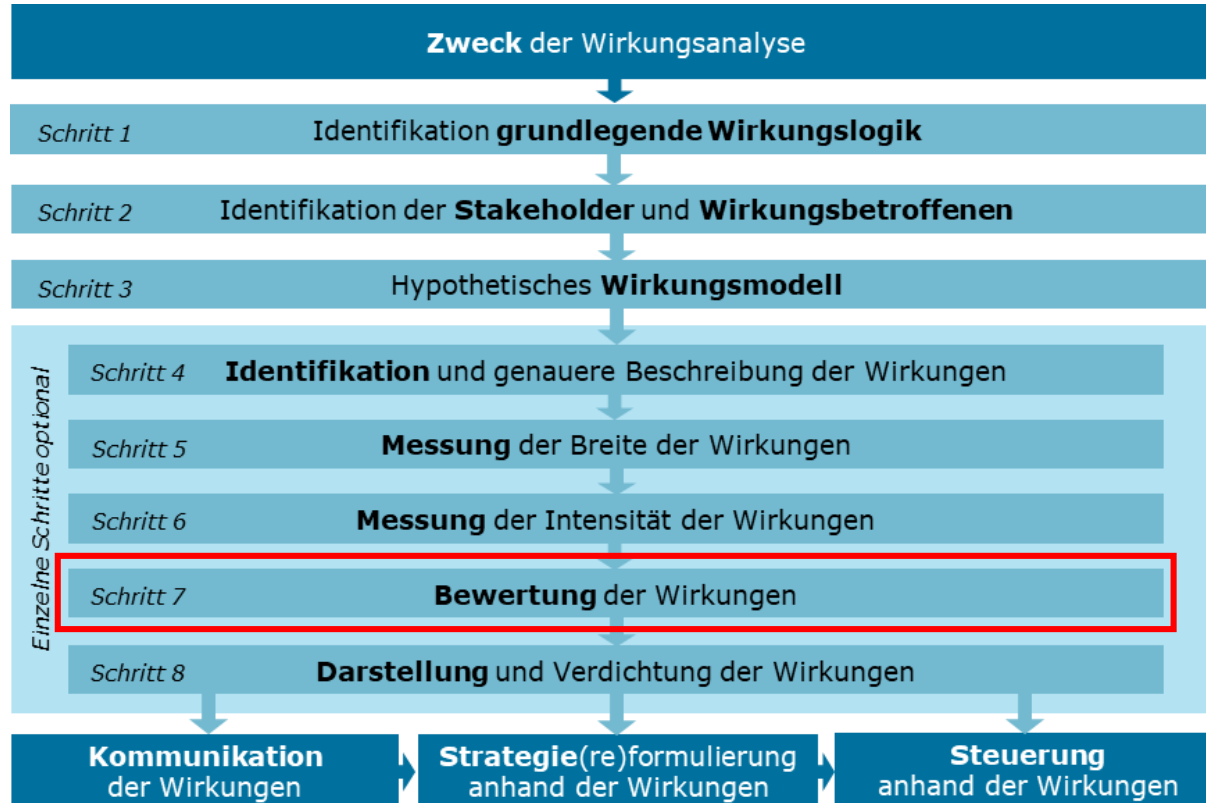 Zweck der Wirkungsanalyse
Schritt 1 Identifikation grundlegende Wirkungslogik
Schritt 2 Identifikation der Stakeholder und Wirkungsbetroffenen
Schritt 3 Hypothetisches Wirkungsmodell
Einzelne Schritte optional
Schritt 4 Identifikation und genauere Beschreibung der Wirkungen
Schritt 5 Messung der Breite der Wirkungen
Schritt 6 Messung der Intensität der Wirkungen
Schritt 7 Bewertung der Wirkungen
Schritt 8 Darstellung und Verdichtung der Wirkungen
Kommunikation
der Wirkungen
Strategie(re)formulierung
anhand der Wirkungen
Steuerung
anhand der Wirkungen